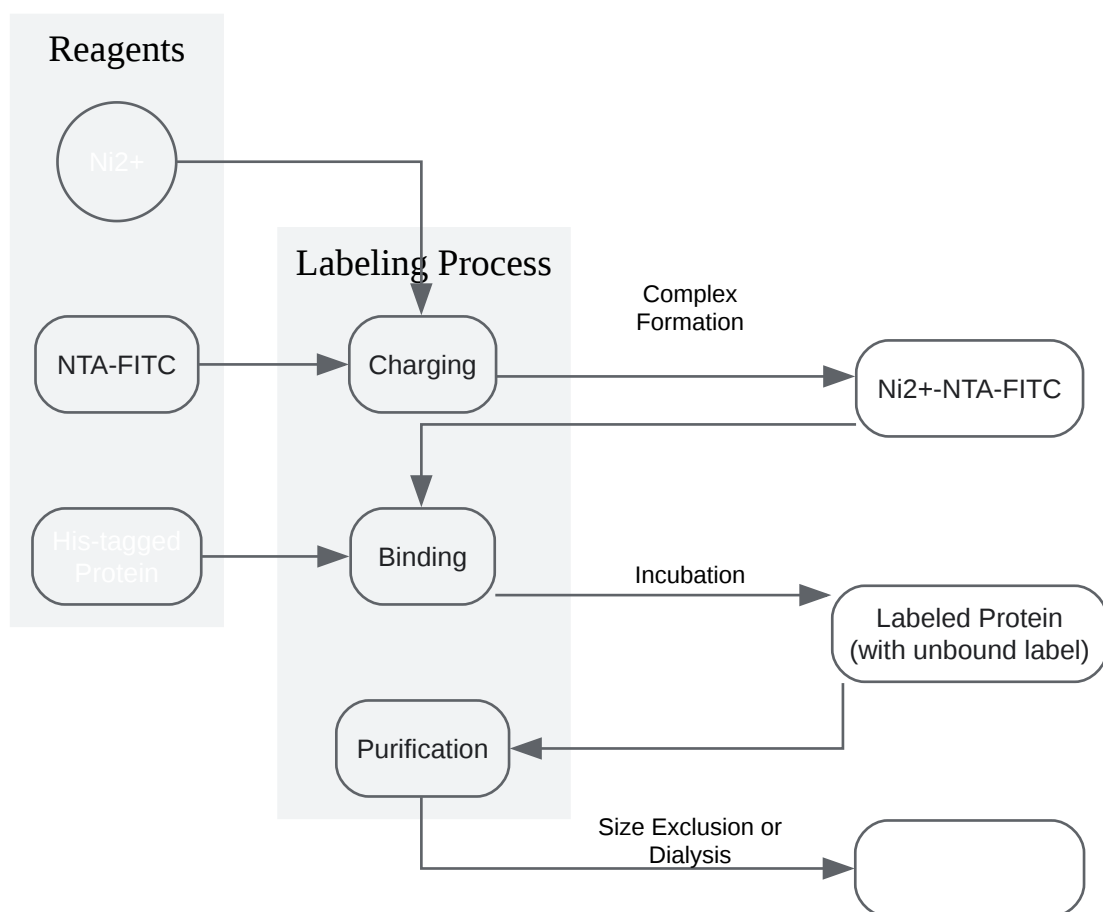 Reagents
Ni2+
Labeling Process
Complex
Formation
NTA-FITC
Charging
Ni2+-NTA-FITC
His-tagged
Protein
Binding
Incubation
Labeled Protein
(with unbound label)
Purification
Size Exclusion or
Dialysis